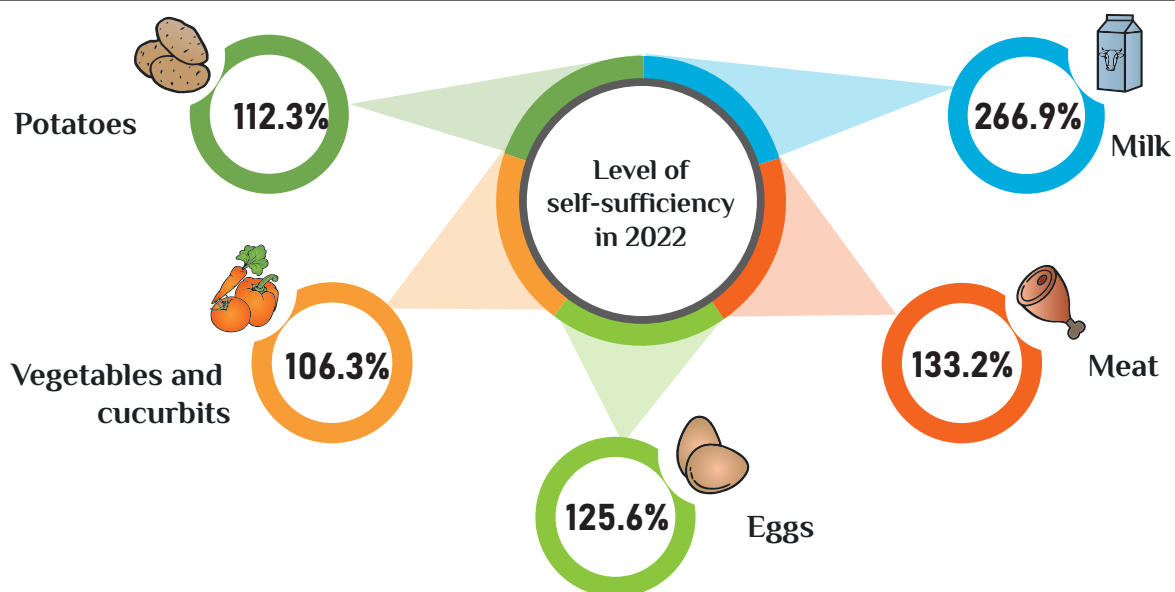 Level of
self-sufficiency
in 2022
Potatoes
112.3%
266.9%
Milk
Vegetables and
cucurbits
106.3%
133.2%
Meat
125.6%
Eggs